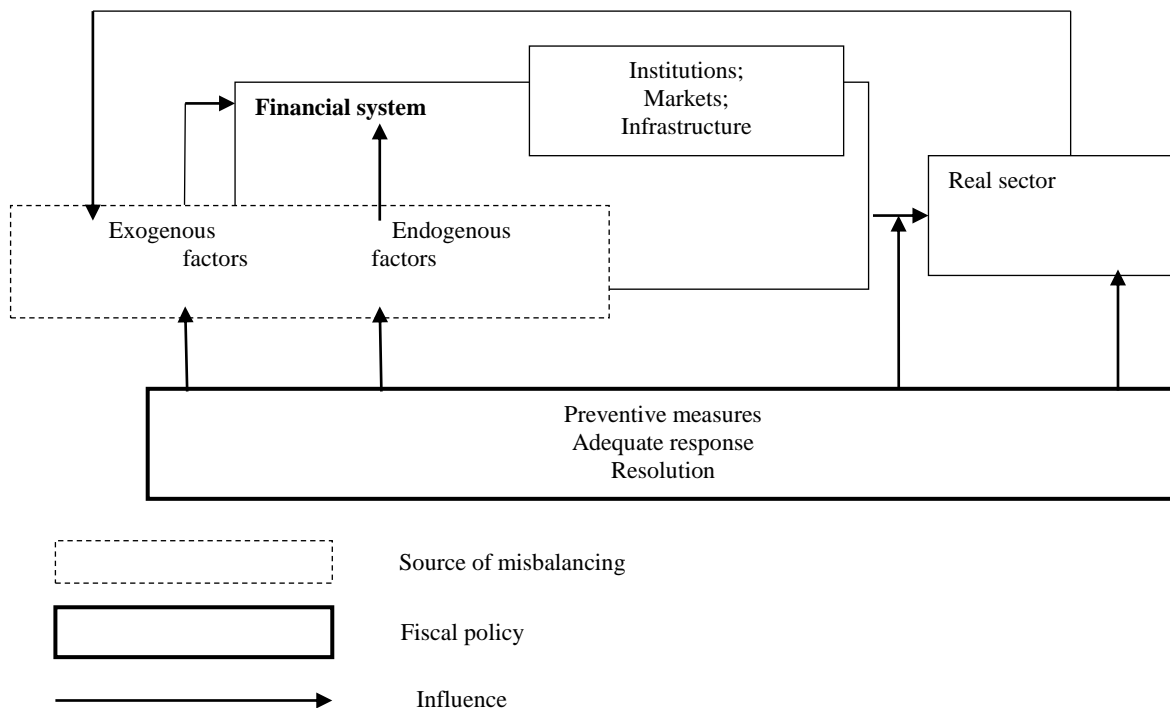 Institutions;
Markets;
Infrastructure
Financial system
Real sector
Exogenous
factors
Endogenous
factors
Preventive measures
Adequate response
Resolution
Source of misbalancing
Fiscal policy
Influence